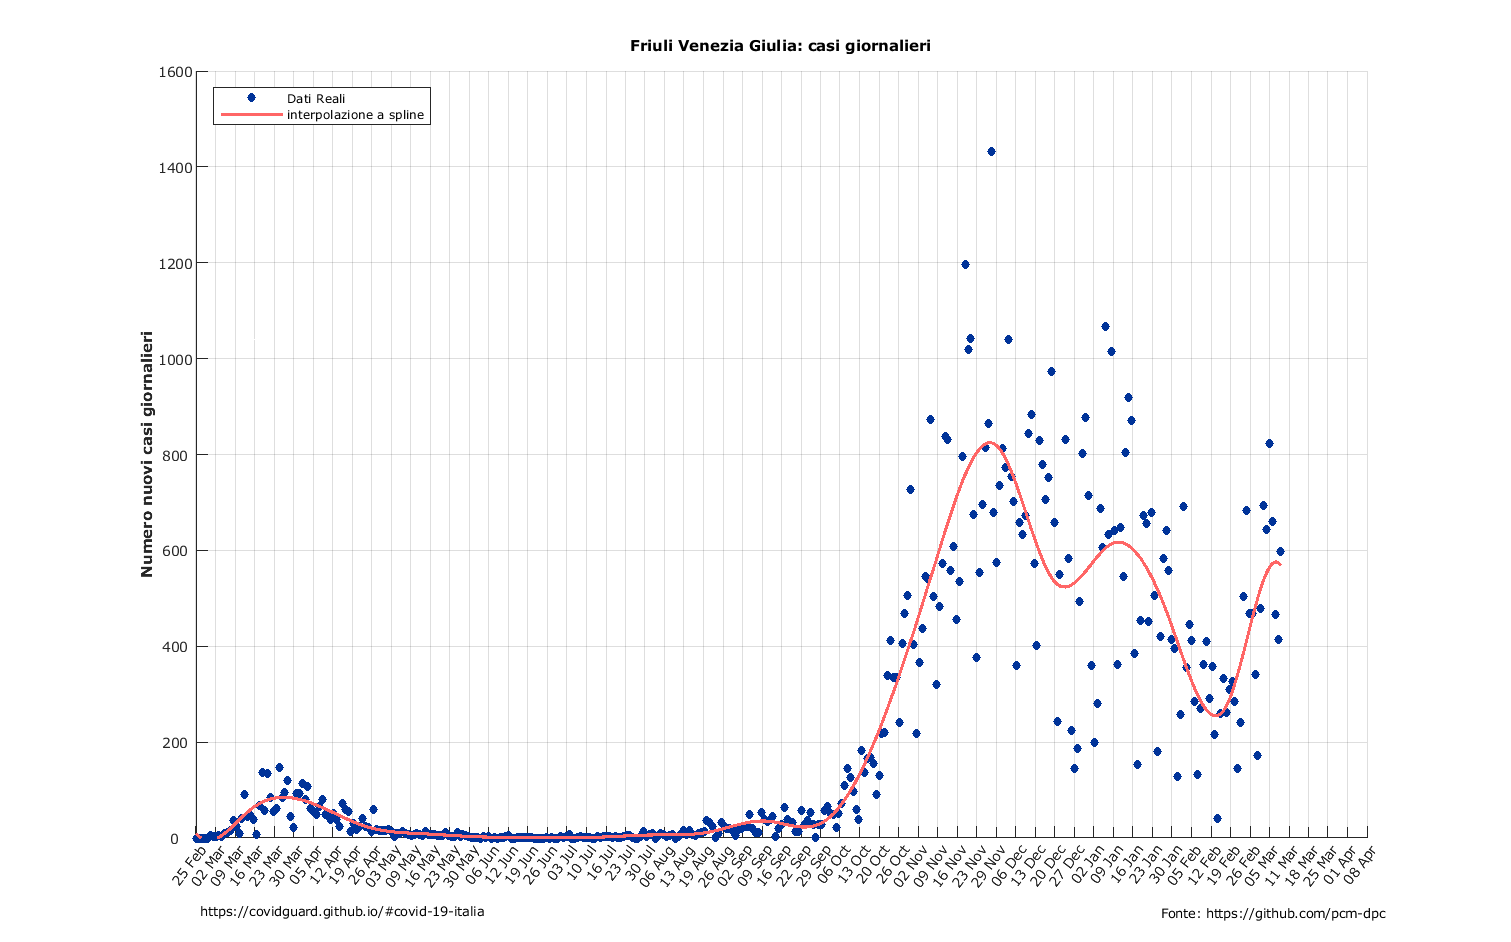 Friuli Venezia Giulia: casi giornalieri
1600
1400
1200
1000
800
600
400
200
0
Dati Reali
interpolazione a spline
Numero nuovi casi giornalieri
25 Feb
02 Mar
09 Mar
16 Mar
23 Mar
30 Mar
05 Apr
12 Apr
19 Apr
26 Apr
03 May
09 May
16 May
23 May
30 May
06 Jun
12 Jun
19 Jun
26 Jun
03 Jul
10 Jul
16 Jul
23 Jul
30 Jul
06 Aug
13 Aug
19 Aug
26 Aug
02 Sep
09 Sep
16 Sep
22 Sep
29 Sep
06 Oct
13 Oct
20 Oct
26 Oct
02 Nov
09 Nov
16 Nov
23 Nov
29 Nov
06 Dec
13 Dec
20 Dec
27 Dec
02 Jan
09 Jan
16 Jan
23 Jan
30 Jan
05 Feb
12 Feb
19 Feb
26 Feb
05 Mar
11 Mar
18 Mar
25 Mar
01 Apr
08 Apr
https://covidguard.github.io/#covid-19-italia
Fonte: https://github.com/pcm-dpc